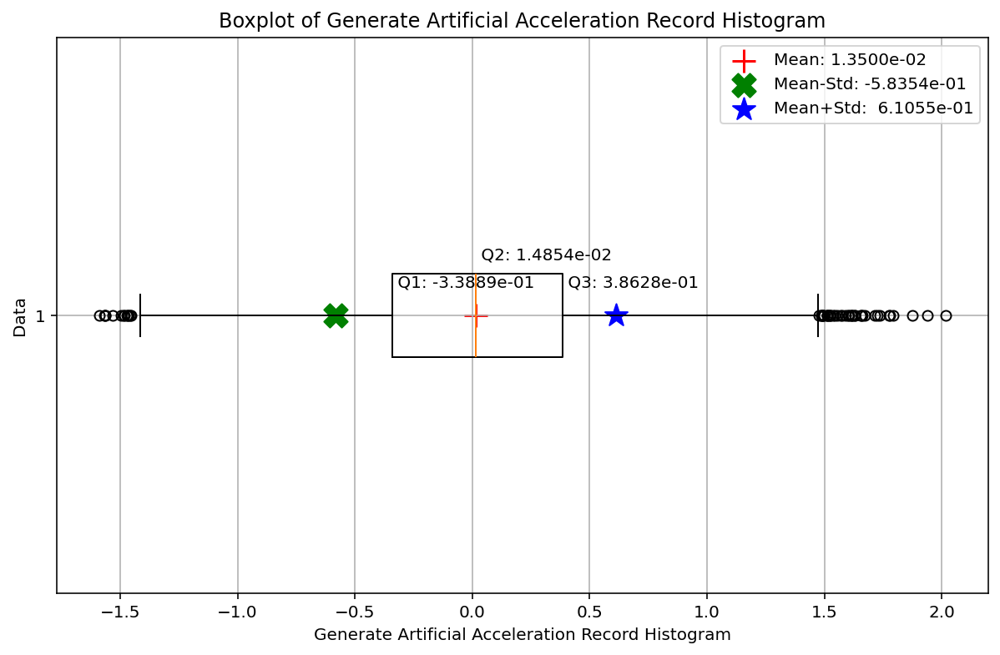 Boxplot of Generate Artificial Acceleration Record Histogram
Mean: 1.3500e-02
Mean-Std: -5.8354e-01
Mean+Std:  6.1055e-01
Q2: 1.4854e-02
Q1: -3.3889e-01
Q3: 3.8628e-01
Data
1
−1.5
−1.0
−0.5
0.0
0.5
1.0
1.5
2.0
Generate Artificial Acceleration Record Histogram